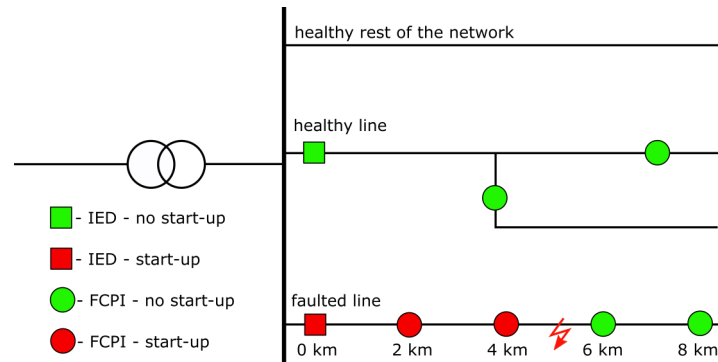 healthy rest of the network
healthy line
- IED - no start-up
- IED - start-up
- FCPI - no start-up
- FCPI - start-up
faulted line
0 km 2 km 4 km 6 km 8 km